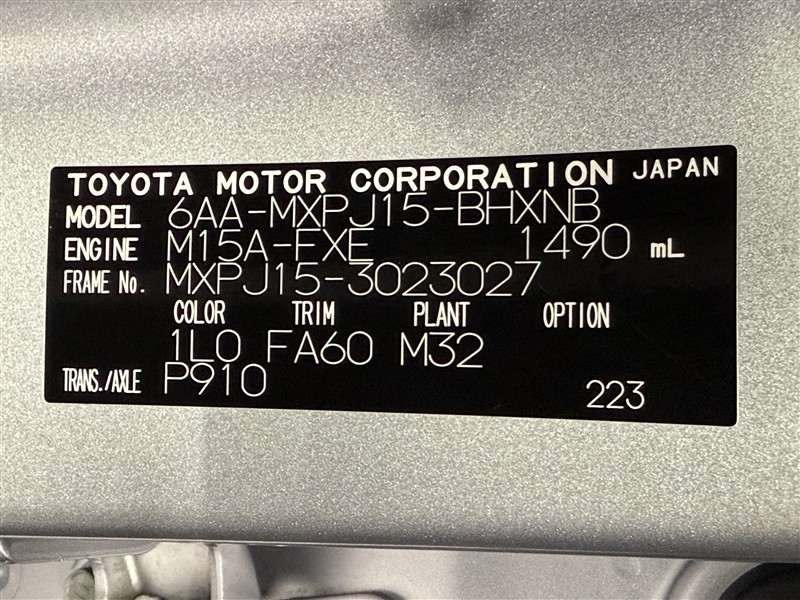 TOYOTA MOTOR CORPORATION JAPAN
MODEL 6AA-MXPJ15-BHXNB
ENGINE M15A-FXE 1490 mL
FRAME No. MXPJ15-3023027
COLOR TRIM PLANT OPTION
1L0 FA60 M32
TRANS./AXLE P910
223